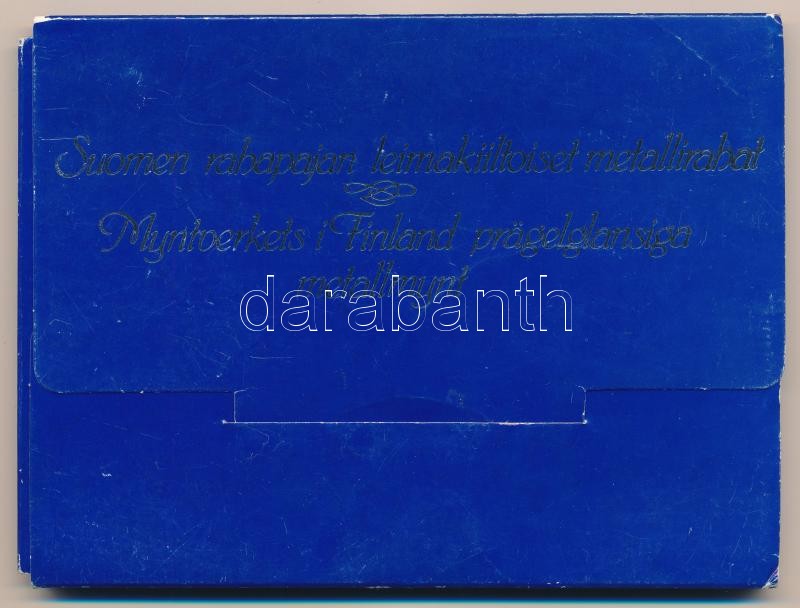 Suomen rahapajan leimakiiltoiset metallirahat
Myntverkets i Finland prägelglansiga
metallmynt
darabanth